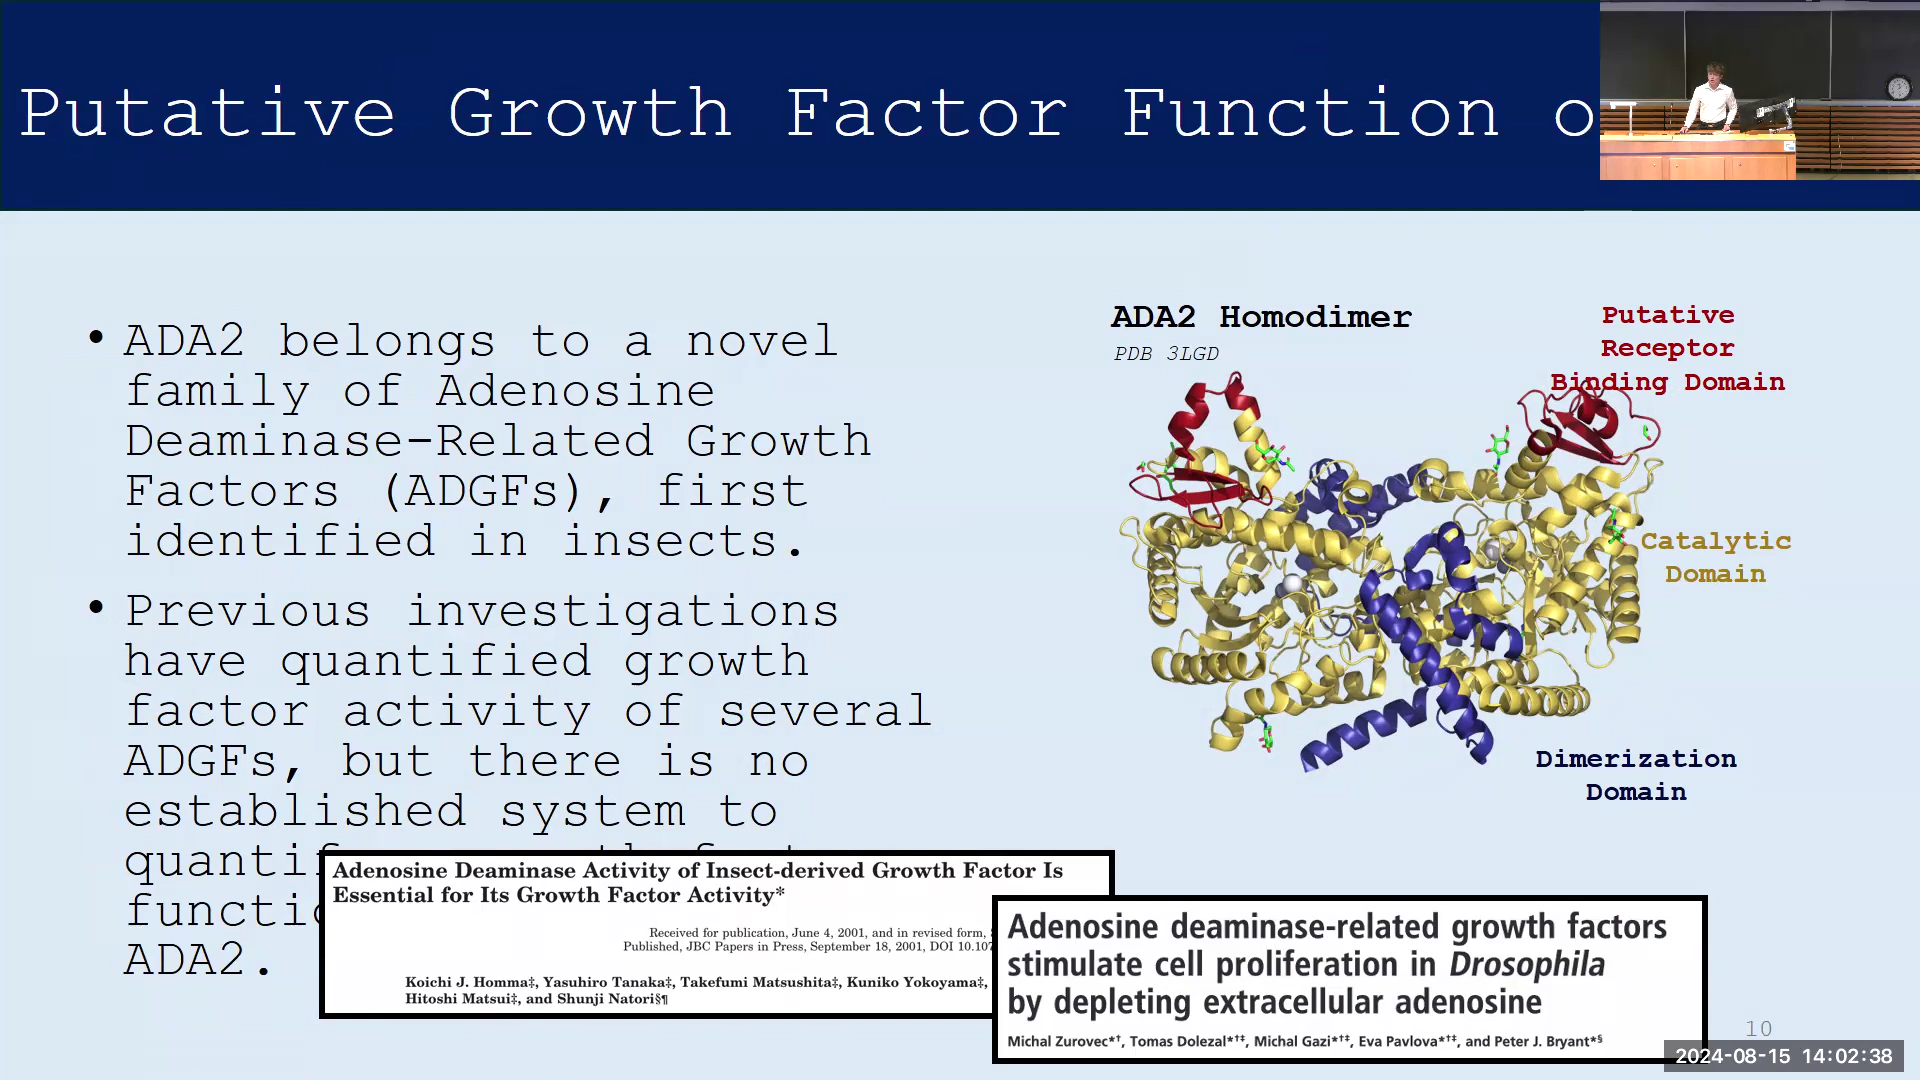 Putative Growth Factor Function o
• ADA2 belongs to a novel
family of Adenosine
Deaminase-Related Growth
Factors (ADGFs), first
identified in insects.
• Previous investigations
have quantified growth
factor activity of several
ADGFs, but there is no
established system to
ADA2.
ADA2 Homodimer
PDB 3LGD
Putative
Receptor
Binding Domain
Catalytic
Domain
Dimerization
Domain
Adenosine Deaminase Activity of Insect-derived Growth Factor Is
Essential for Its Growth Factor Activity*
Received for publication, June 4, 2001, and in revised form,
Published, JBC Papers in Press, September 18, 2001, DOI 10.107
Koichi J. Homma‡, Yasuhiro Tanaka‡, Takefumi Matsushita‡, Kuniko Yokoyama‡,
Hitoshi Matsui‡, and Shunji Natori§¶
Adenosine deaminase-related growth factors
stimulate cell proliferation in Drosophila
by depleting extracellular adenosine
Michal Zurovec*†, Tomas Dolezal*†‡, Michal Gazi*†‡, Eva Pavlova*†‡, and Peter J. Bryant*§
10
2024-08-15 14:02:38